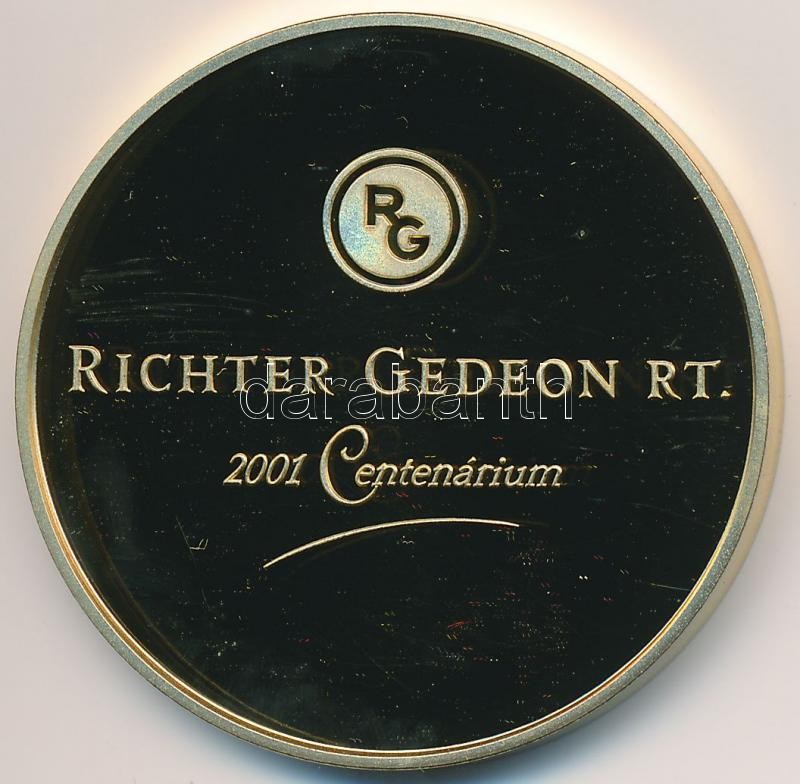 RG
RICHTER GEDEON RT.
darabanth
2001 Centenárium